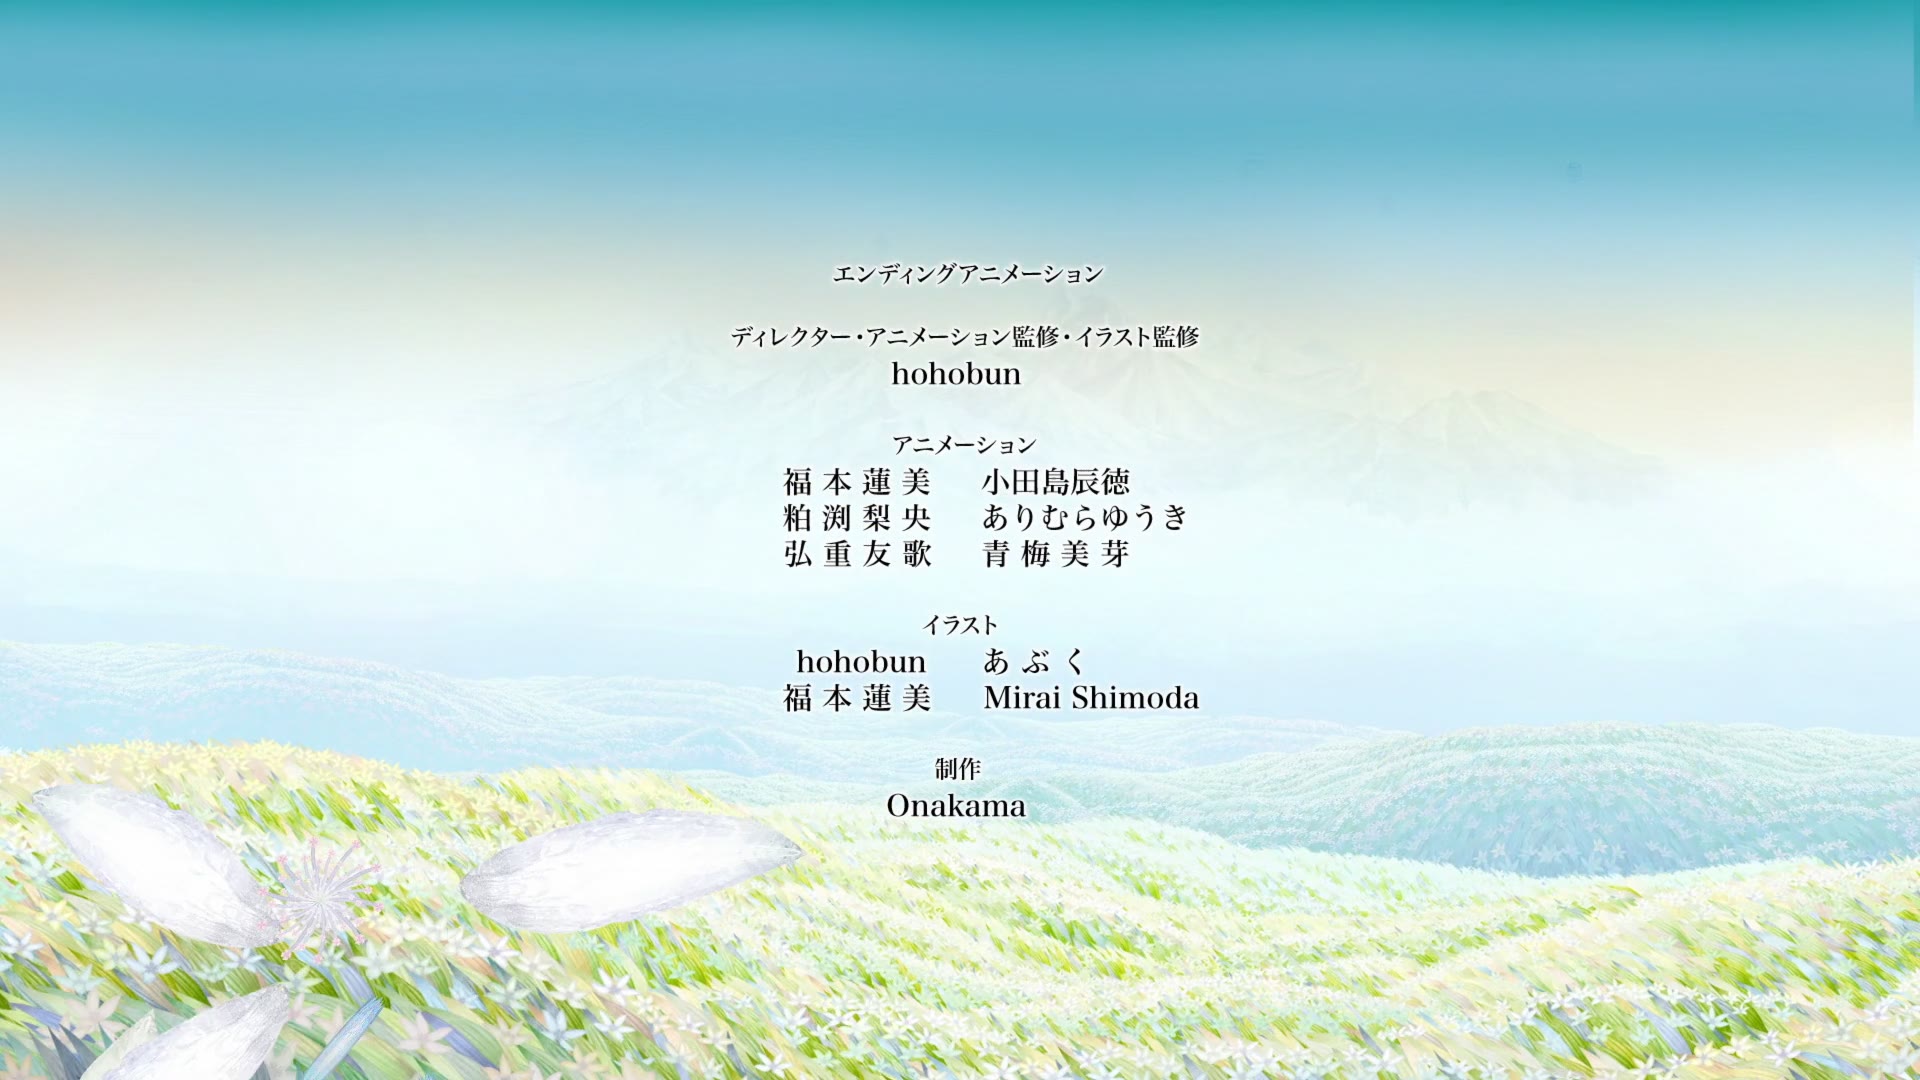 エンディングアニメーション
ディレクター・アニメーション監修・イラスト監修
hohobun
アニメーション
福本蓮美 小田島辰徳
粕渕梨央 ありむらゆうき
弘重友歌 青梅美芽
イラスト
hohobun あぶく
福本蓮美 Mirai Shimoda
制作
Onakama